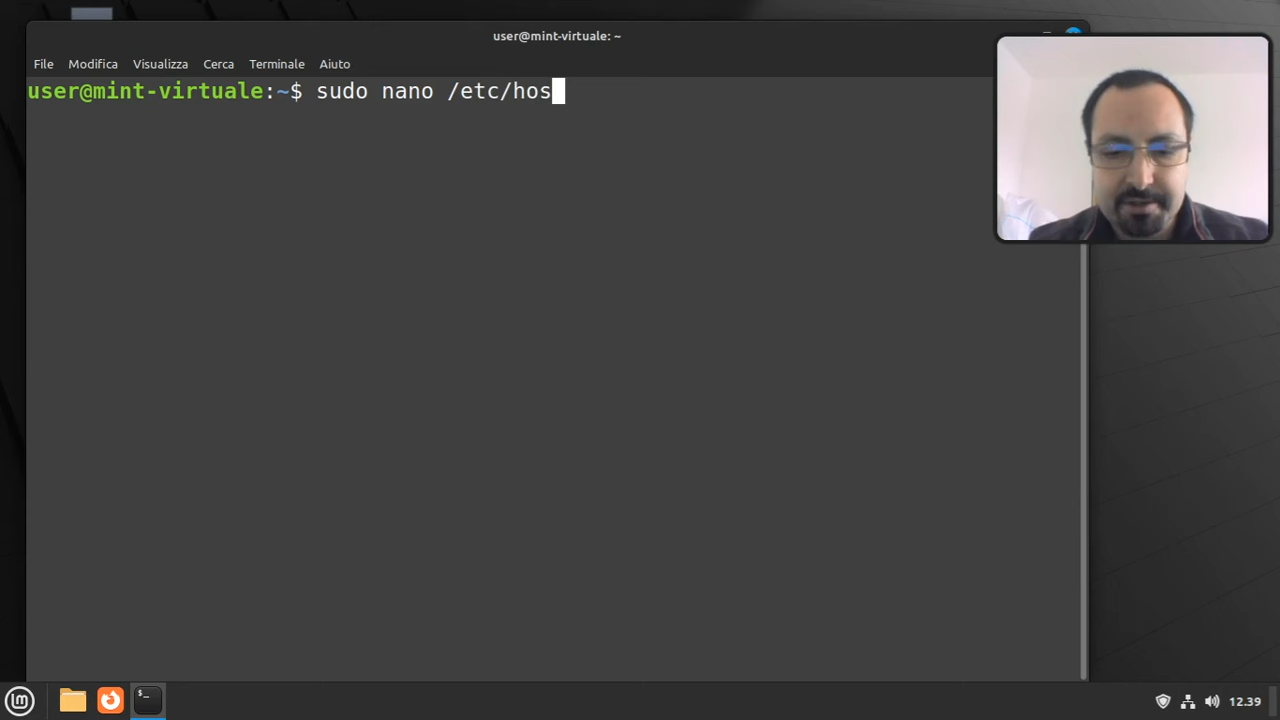 user@mint-virtuale: ~
File Modifica Visualizza Cerca Terminale Aiuto
user@mint-virtuale:~$ sudo nano /etc/hos
12.39